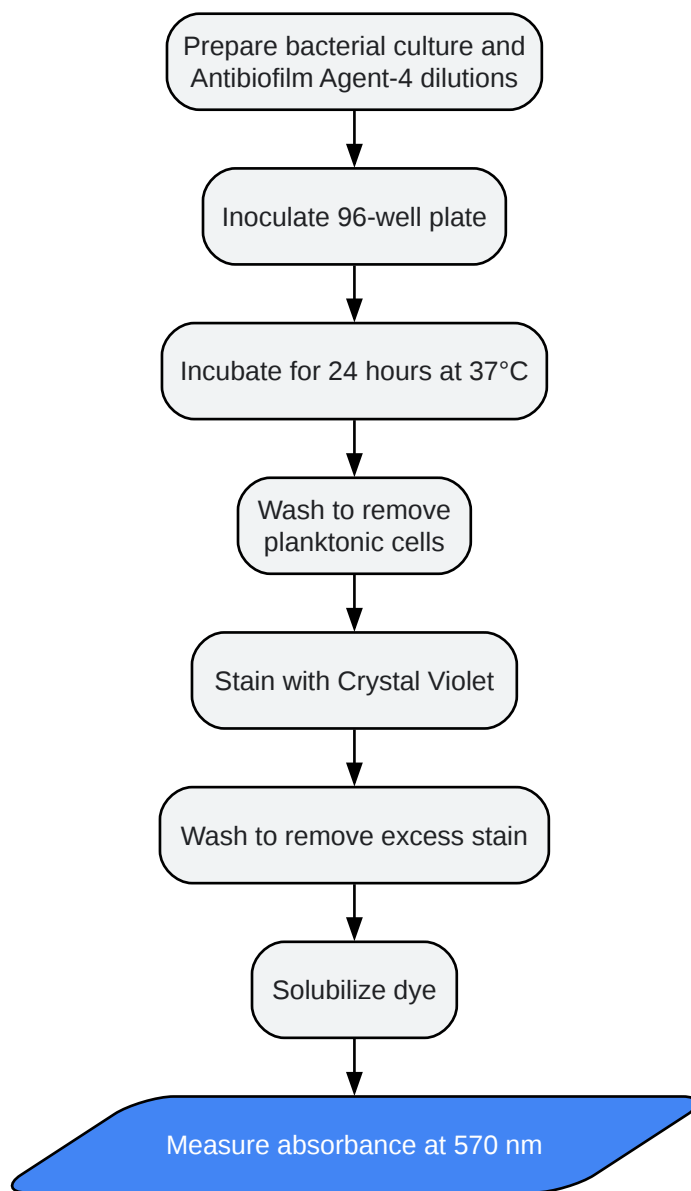 Prepare bacterial culture and
Antibiofilm Agent-4 dilutions
Inoculate 96-well plate
Incubate for 24 hours at 37°C
Wash to remove
planktonic cells
Stain with Crystal Violet
Wash to remove excess stain
Solubilize dye
Measure absorbance at 570 nm